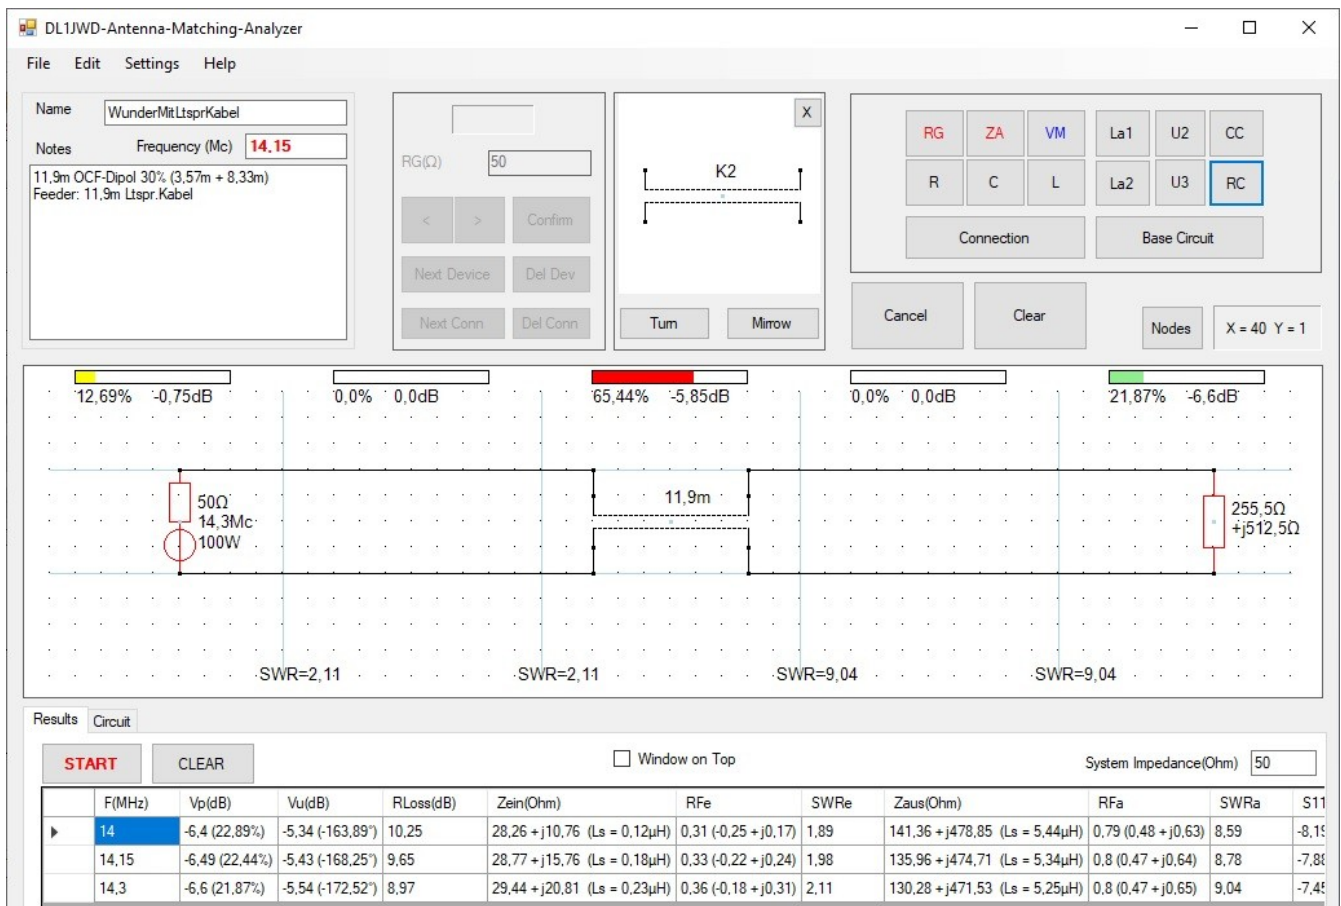 DL1JWD-Antenna-Matching-Analyzer
File Edit Settings Help
Name WunderMitLtsprKabel
Notes Frequency (Mc) 14,15
11,9m OCF-Dipol 30% (3,57m + 8,33m)
Feeder: 11,9m Ltspr.Kabel
RG(Ω) 50
< > Confirm
Next Device Del Dev
Next Conn Del Conn
X
K2
Turn Mirrow
RG ZA VM La1 U2 CC
R C L La2 U3 RC
Connection Base Circuit
Cancel Clear Nodes X = 40 Y = 1
12,69% -0,75dB 0,0% 0,0dB 65,44% -5,85dB 0,0% 0,0dB 21,87% -6,6dB
50Ω
14,3Mc
100W
11,9m
255,5Ω
+j512,5Ω
SWR=2,11 SWR=2,11 SWR=9,04 SWR=9,04
Results Circuit
START CLEAR Window on Top System Impedance(Ohm) 50
F(MHz) Vp(dB) Vu(dB) RLoss(dB) Zein(Ohm) RFe SWRe Zaus(Ohm) RFa SWRa S11
14 -6,4 (22,89%) -5,34 (-163,89°) 10,25 28,26 + j10,76 (Ls = 0,12µH) 0,31 (-0,25 + j0,17) 1,89 141,36 + j478,85 (Ls = 5,44µH) 0,79 (0,48 + j0,63) 8,59
14,15 -6,49 (22,44%) -5,43 (-168,25°) 9,65 28,77 + j15,76 (Ls = 0,18µH) 0,33 (-0,22 + j0,24) 1,98 135,96 + j474,71 (Ls = 5,34µH) 0,8 (0,47 + j0,64) 8,78
14,3 -6,6 (21,87%) -5,54 (-172,52°) 8,97 29,44 + j20,81 (Ls = 0,23µH) 0,36 (-0,18 + j0,31) 2,11 130,28 + j471,53 (Ls = 5,25µH) 0,8 (0,47 + j0,65) 9,04